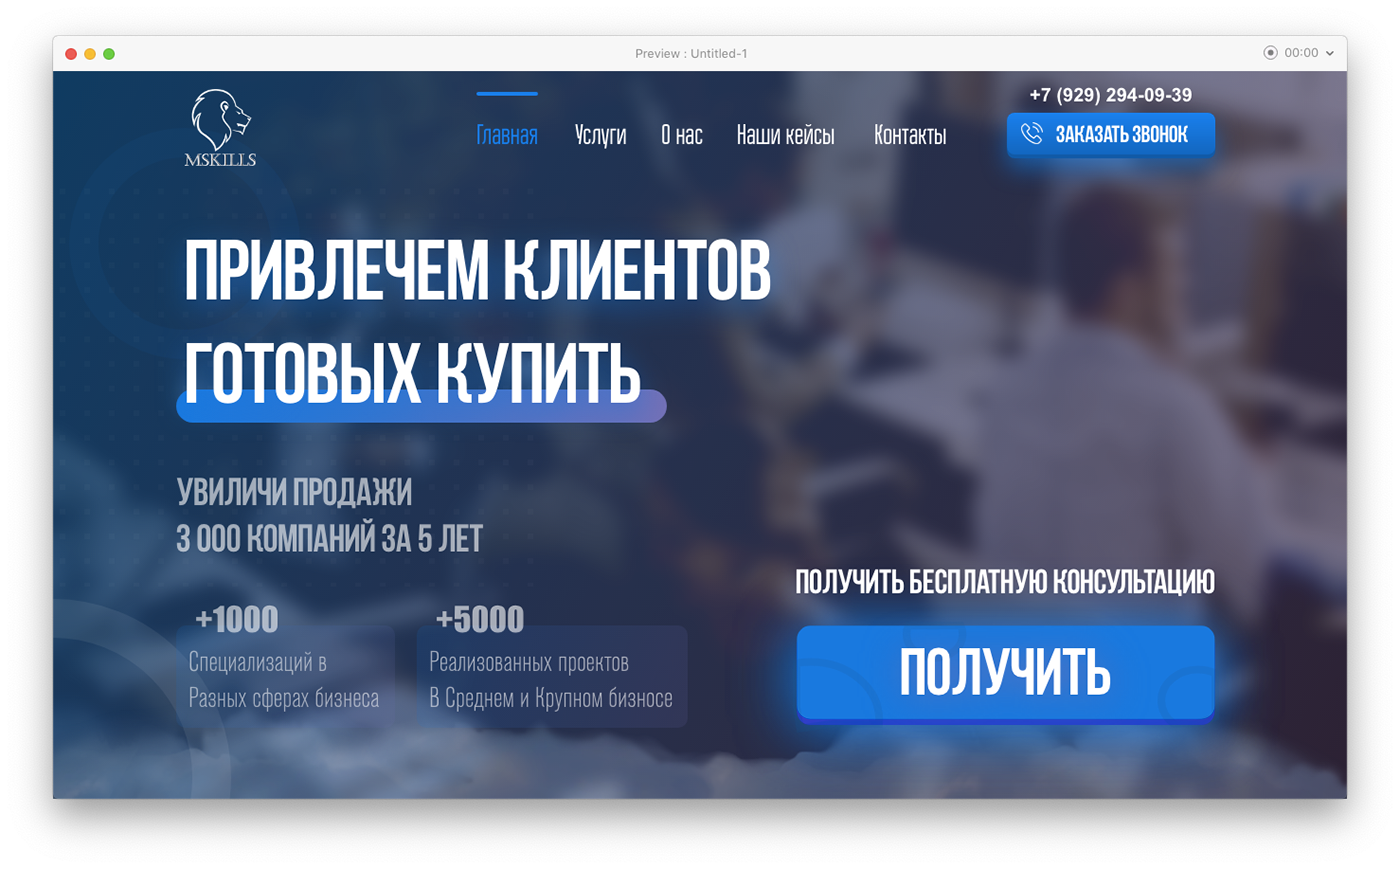 Preview : Untitled-1
00:00
MSKILLS
Главная Услуги О нас Наши кейсы Контакты
+7 (929) 294-09-39
ЗАКАЗАТЬ ЗВОНОК
ПРИВЛЕЧЕМ КЛИЕНТОВ
ГОТОВЫХ КУПИТЬ
УВИЛИЧИ ПРОДАЖИ
3 000 КОМПАНИЙ ЗА 5 ЛЕТ
+1000
Специализаций в
Разных сферах бизнеса
+5000
Реализованных проектов
В Среднем и Крупном бизносе
ПОЛУЧИТЬ БЕСПЛАТНУЮ КОНСУЛЬТАЦИЮ
ПОЛУЧИТЬ